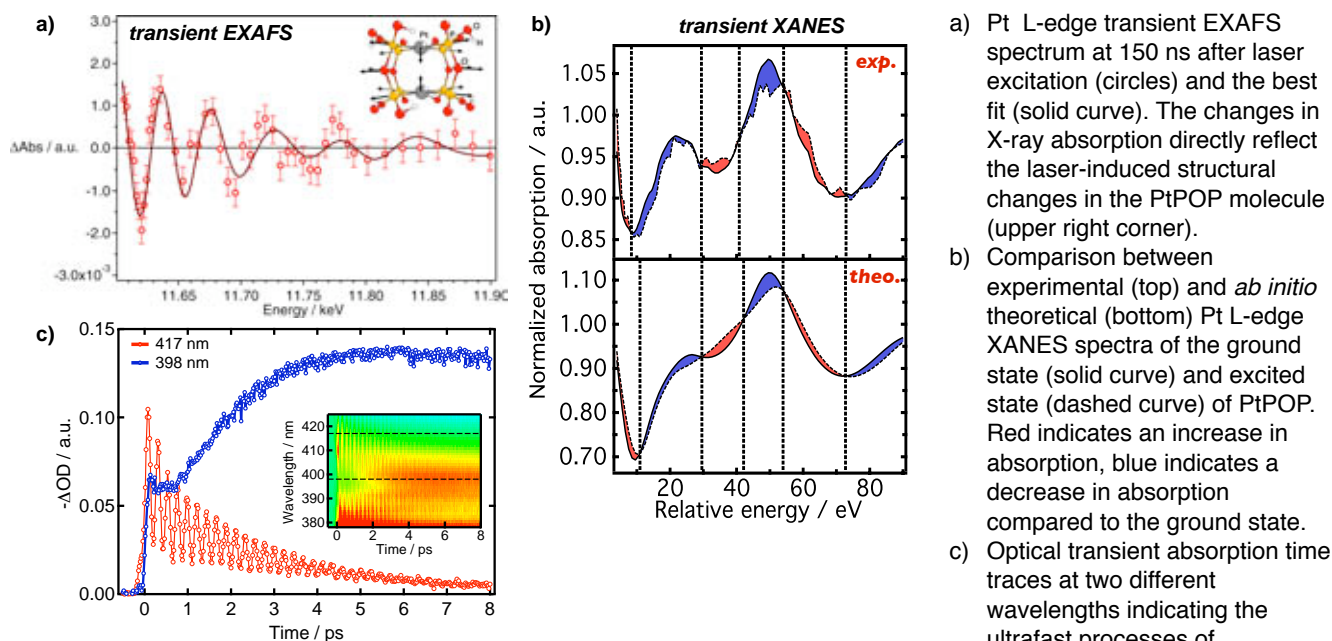 a)
transient EXAFS
Pt
P
O
H
O
3.0
2.0
1.0
0.0
-1.0
-2.0
-3.0x10⁻³
ΔAbs / a.u.
11.65
11.70
11.75
11.80
11.85
11.90
Energy / keV
b)
transient XANES
exp.
1.05
1.00
0.95
0.90
0.85
theo.
1.10
1.00
0.90
0.80
0.70
Normalized absorption / a.u.
20
40
60
80
Relative energy / eV
c)
417 nm
398 nm
0.15
0.10
0.05
0.00
-ΔOD / a.u.
0
1
2
3
4
5
6
7
8
Time / ps
420
410
400
390
380
Wavelength / nm
0
2
4
6
8
Time / ps
a) Pt L-edge transient EXAFS
spectrum at 150 ns after laser
excitation (circles) and the best
fit (solid curve). The changes in
X-ray absorption directly reflect
the laser-induced structural
changes in the PtPOP molecule
(upper right corner).
b) Comparison between
experimental (top) and ab initio
theoretical (bottom) Pt L-edge
XANES spectra of the ground
state (solid curve) and excited
state (dashed curve) of PtPOP.
Red indicates an increase in
absorption, blue indicates a
decrease in absorption
compared to the ground state.
c) Optical transient absorption time
traces at two different
wavelengths indicating the
ultrafast processes of